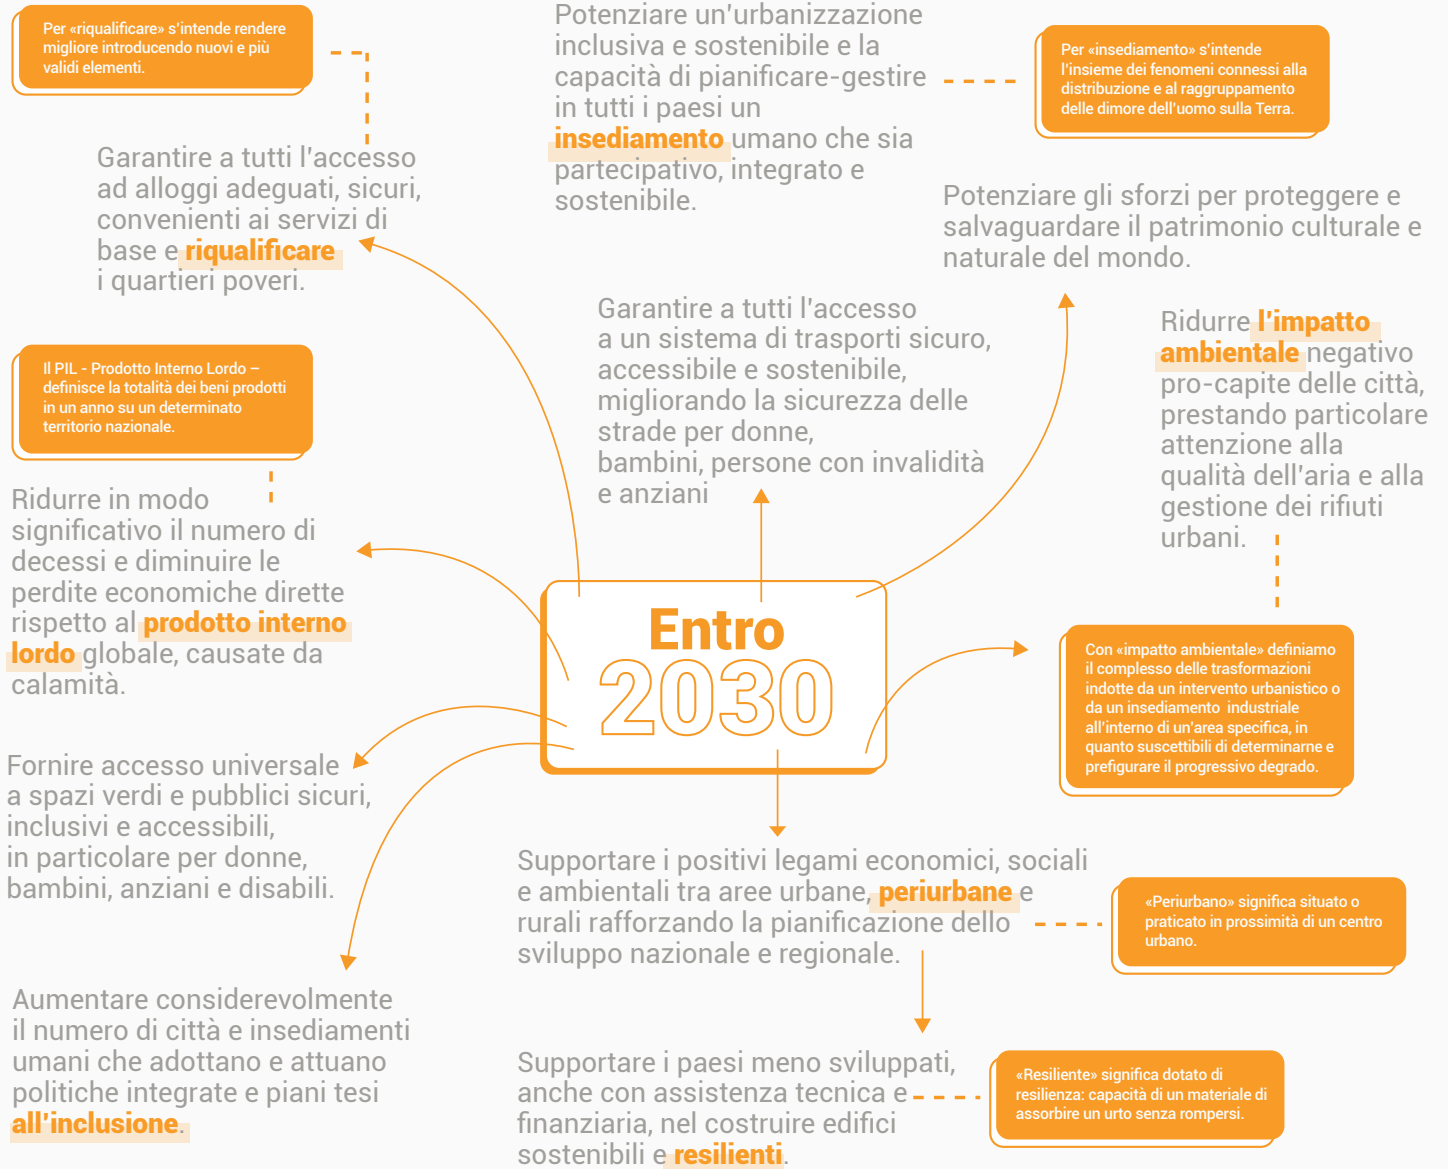 Per «riqualificare» s'intende rendere
migliore introducendo nuovi e più
validi elementi.
Garantire a tutti l'accesso
ad alloggi adeguati, sicuri,
convenienti ai servizi di
base e riqualificare
i quartieri poveri.
Potenziare un'urbanizzazione
inclusiva e sostenibile e la
capacità di pianificare-gestire
in tutti i paesi un
insediamento umano che sia
partecipativo, integrato e
sostenibile.
Per «insediamento» s'intende
l'insieme dei fenomeni connessi alla
distribuzione e al raggruppamento
delle dimore dell'uomo sulla Terra.
Potenziare gli sforzi per proteggere e
salvaguardare il patrimonio culturale e
naturale del mondo.
Garantire a tutti l'accesso
a un sistema di trasporti sicuro,
accessibile e sostenibile,
migliorando la sicurezza delle
strade per donne,
bambini, persone con invalidità
e anziani
Ridurre l'impatto
ambientale negativo
pro-capite delle città,
prestando particolare
attenzione alla
qualità dell'aria e alla
gestione dei rifiuti
urbani.
Il PIL - Prodotto Interno Lordo –
definisce la totalità dei beni prodotti
in un anno su un determinato
territorio nazionale.
Ridurre in modo
significativo il numero di
decessi e diminuire le
perdite economiche dirette
rispetto al prodotto interno
lordo globale, causate da
calamità.
Entro
2030
Con «impatto ambientale» definiamo
il complesso delle trasformazioni
indotte da un intervento urbanistico o
da un insediamento industriale
all'interno di un'area specifica, in
quanto suscettibili di determinarne e
prefigurare il progressivo degrado.
Fornire accesso universale
a spazi verdi e pubblici sicuri,
inclusivi e accessibili,
in particolare per donne,
bambini, anziani e disabili.
Supportare i positivi legami economici, sociali
e ambientali tra aree urbane, periurbane e
rurali rafforzando la pianificazione dello
sviluppo nazionale e regionale.
«Periurbano» significa situato o
praticato in prossimità di un centro
urbano.
Aumentare considerevolmente
il numero di città e insediamenti
umani che adottano e attuano
politiche integrate e piani tesi
all'inclusione.
Supportare i paesi meno sviluppati,
anche con assistenza tecnica e
finanziaria, nel costruire edifici
sostenibili e resilienti.
«Resiliente» significa dotato di
resilienza: capacità di un materiale di
assorbire un urto senza rompersi.